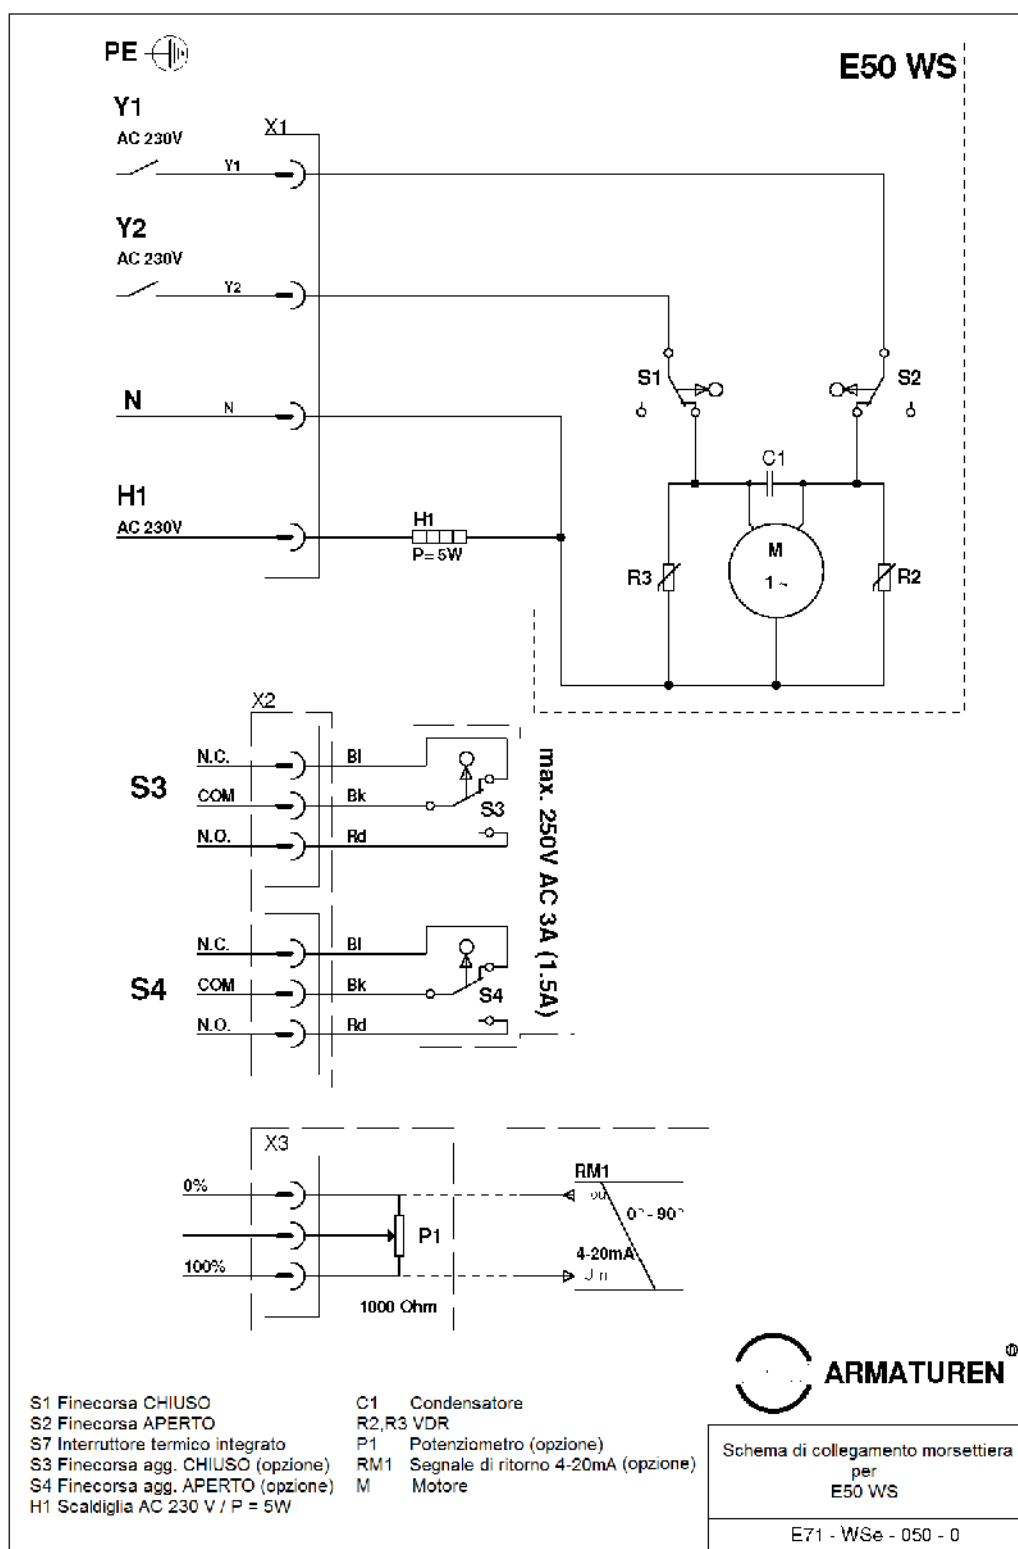 PE
E50 WS
Y1
AC 230V
X1
Y1
Y2
AC 230V
Y2
S1
S2
N
N
C1
H1
AC 230V
H1
P= 5W
M
1 ~
R3
R2
X2
S3
N.C.
Bl
COM
Bk
S3
N.O.
Rd
max. 250V AC 3A (1.5A)
S4
N.C.
Bl
COM
Bk
S4
N.O.
Rd
X3
RM1
0%
0° - 90°
P1
4-20mA
100%
1000 Ohm
ARMATUREN®
S1 Finecorsa CHIUSO
S2 Finecorsa APERTO
S7 Interruttore termico integrato
S3 Finecorsa agg. CHIUSO (opzione)
S4 Finecorsa agg. APERTO (opzione)
H1 Scaldiglia AC 230 V / P = 5W
C1 Condensatore
R2,R3 VDR
P1 Potenziometro (opzione)
RM1 Segnale di ritorno 4-20mA (opzione)
M Motore
Schema di collegamento morsettiera
per
E50 WS
E71 - WSe - 050 - 0